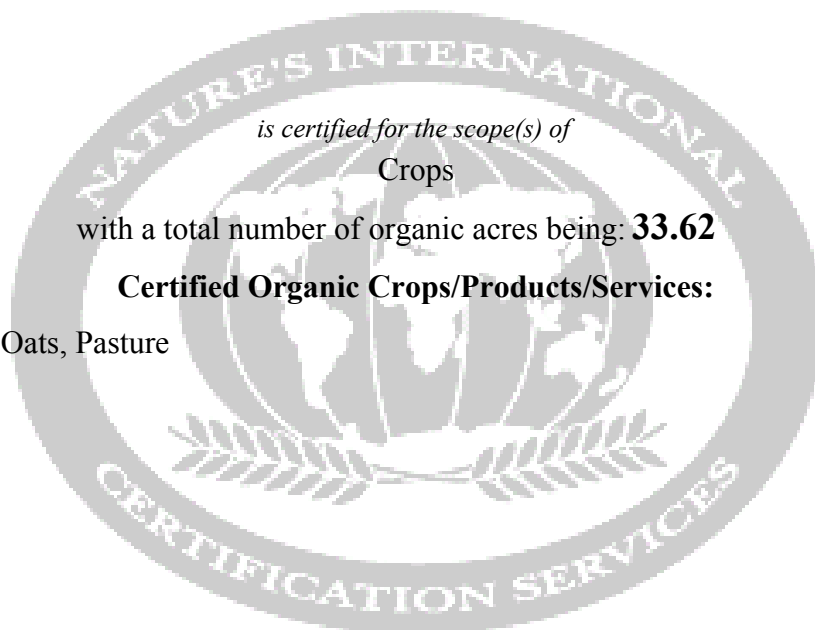 NATURE'S INTERNATIONAL
is certified for the scope(s) of
Crops
with a total number of organic acres being: 33.62
Certified Organic Crops/Products/Services:
Oats, Pasture
CERTIFICATION SERVICES